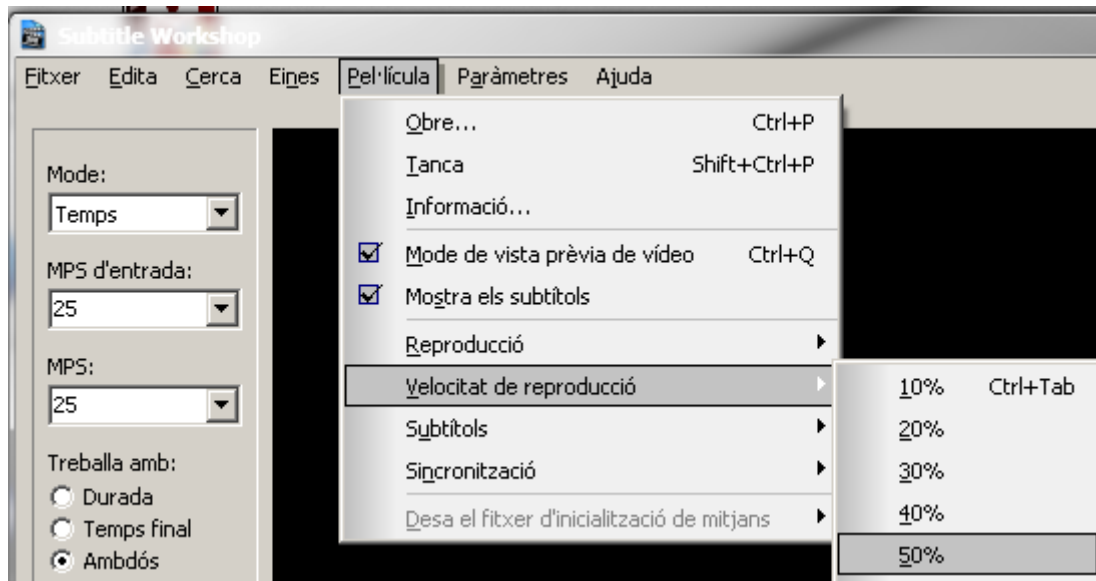 Subtitle Workshop
Fitxer Edita Cerca Eines Pel·lícula Paràmetres Ajuda
Mode:
Temps
MPS d'entrada:
25
MPS:
25
Treballa amb:
Durada
Temps final
Ambdós
Obre... Ctrl+P
Tanca Shift+Ctrl+P
Informació...
Mode de vista prèvia de vídeo Ctrl+Q
Mostra els subtítols
Reproducció
Velocitat de reproducció
Subtítols
Sincronització
Desa el fitxer d'inicialització de mitjans
10% Ctrl+Tab
20%
30%
40%
50%